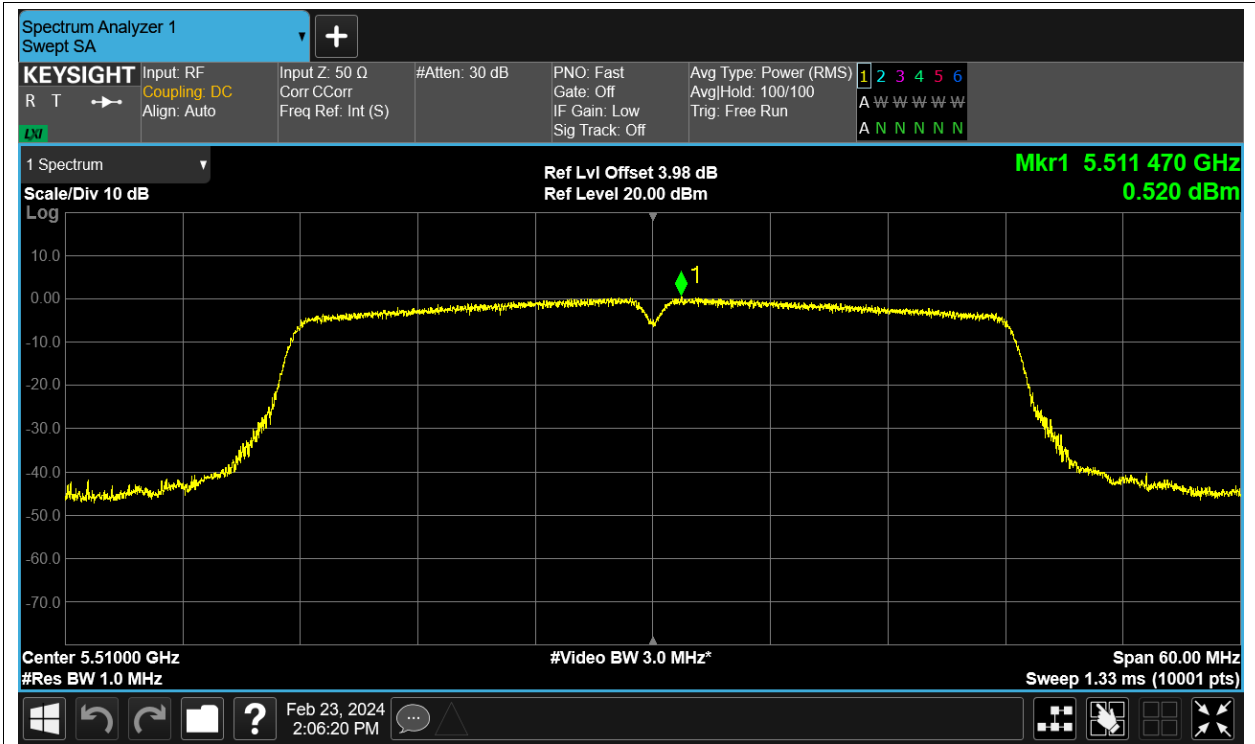 Spectrum Analyzer 1
Swept SA
KEYSIGHT
R T
LXI
Input: RF
Coupling: DC
Align: Auto
Input Z: 50 Ω
Corr CCorr
Freq Ref: Int (S)
#Atten: 30 dB
PNO: Fast
Gate: Off
IF Gain: Low
Sig Track: Off
Avg Type: Power (RMS)
Avg|Hold: 100/100
Trig: Free Run
1 2 3 4 5 6
A W W W W W
A N N N N N
1 Spectrum
Scale/Div 10 dB
Log
Ref Lvl Offset 3.98 dB
Ref Level 20.00 dBm
Mkr1 5.511 470 GHz
0.520 dBm
1
10.0
0.00
-10.0
-20.0
-30.0
-40.0
-50.0
-60.0
-70.0
Center 5.51000 GHz
#Video BW 3.0 MHz*
Span 60.00 MHz
#Res BW 1.0 MHz
Sweep 1.33 ms (10001 pts)
?
Feb 23, 2024
2:06:20 PM